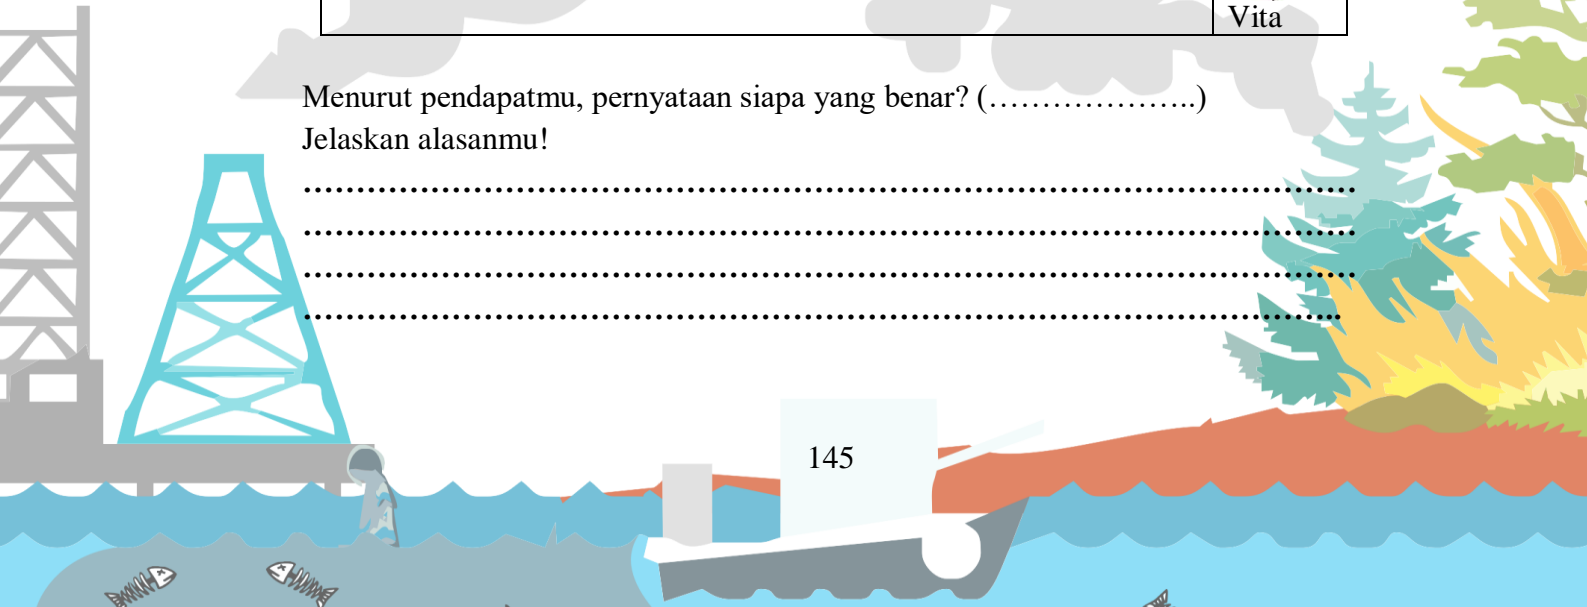 Vita
Menurut pendapatmu, pernyataan siapa yang benar? (………………..)
Jelaskan alasanmu!
……………………………………………………………………………………….
……………………………………………………………………………………….
……………………………………………………………………………………….
……………………………………………………………………………………..
145